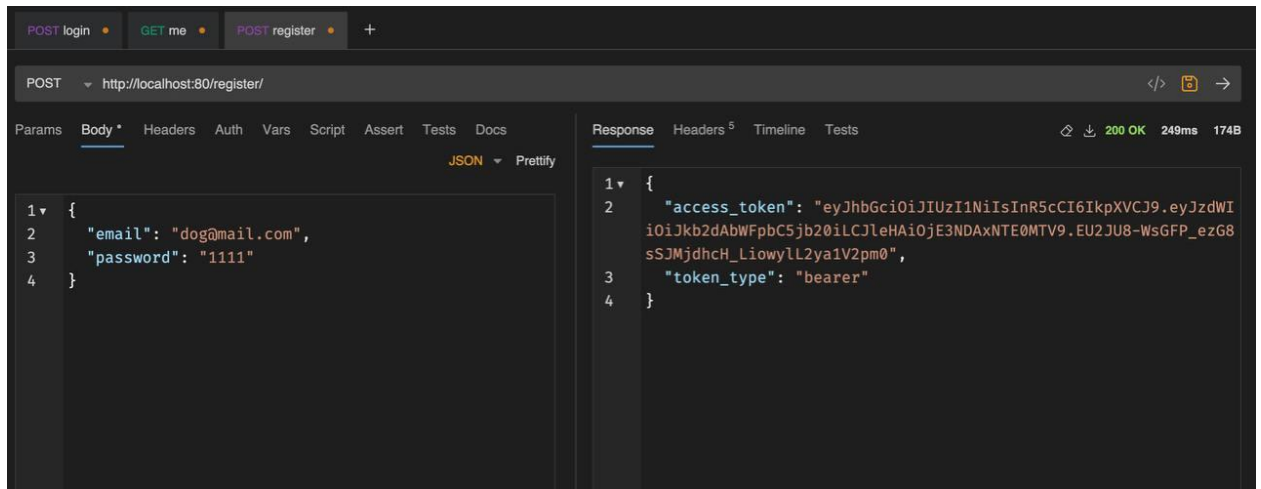 POST login GET me POST register +
POST http://localhost:80/register/ </>
Params Body * Headers Auth Vars Script Assert Tests Docs
JSON Prettify
1 {
2 "email": "dog@mail.com",
3 "password": "1111"
4 }
Response Headers 5 Timeline Tests 200 OK 249ms 174B
1 {
2 "access_token": "eyJhbGciOiJIUzI1NiIsInR5cCI6IkpXVCJ9.eyJzdWI
iOiJkb2dAbWFpbC5jb20iLCJleHAiOjE3NDAxNTE0MTV9.EU2JU8-WsGFP_ezG8
sSJMjdhcH_LiowylL2ya1V2pm0",
3 "token_type": "bearer"
4 }